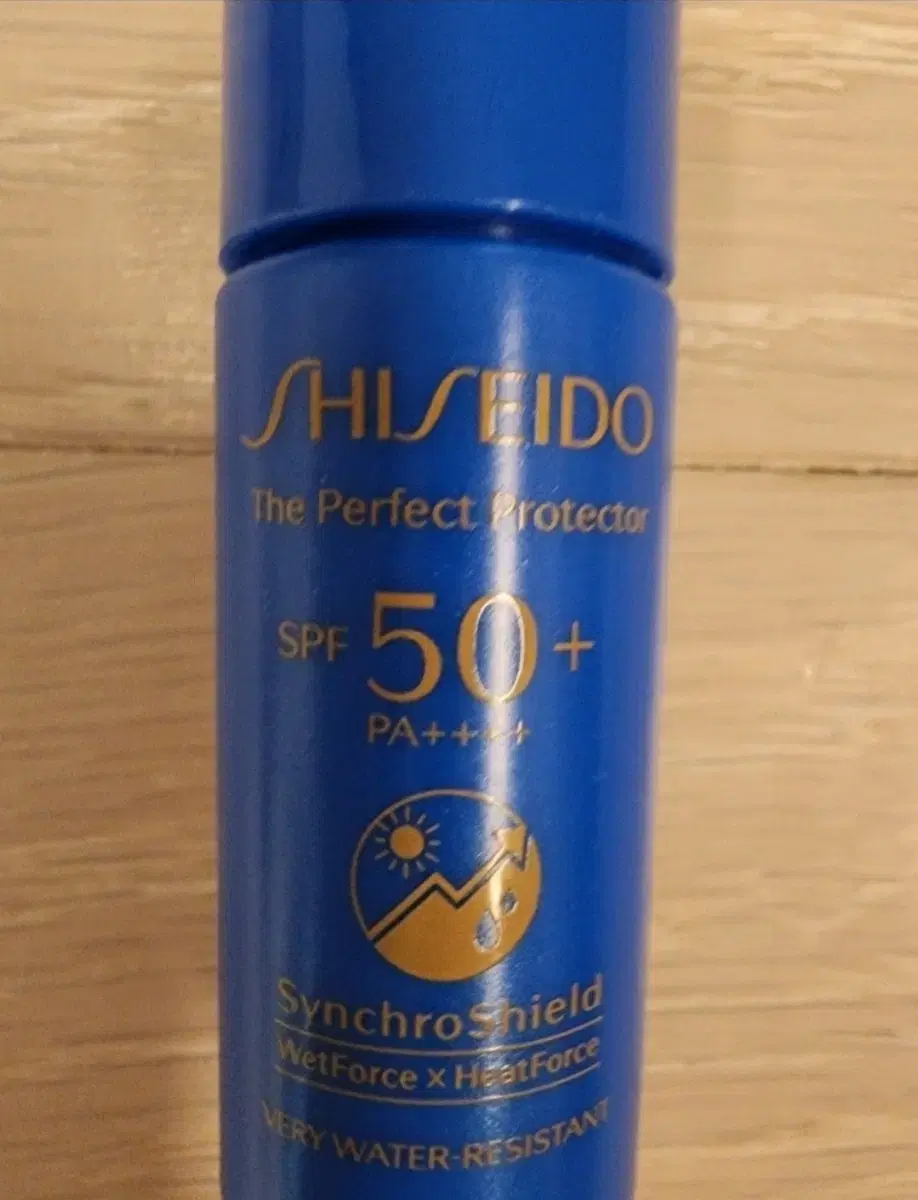 SHISEIDO
The Perfect Protector
SPF 50+
PA++++
SynchroShield
WetForce x HeatForce
VERY WATER-RESISTANT